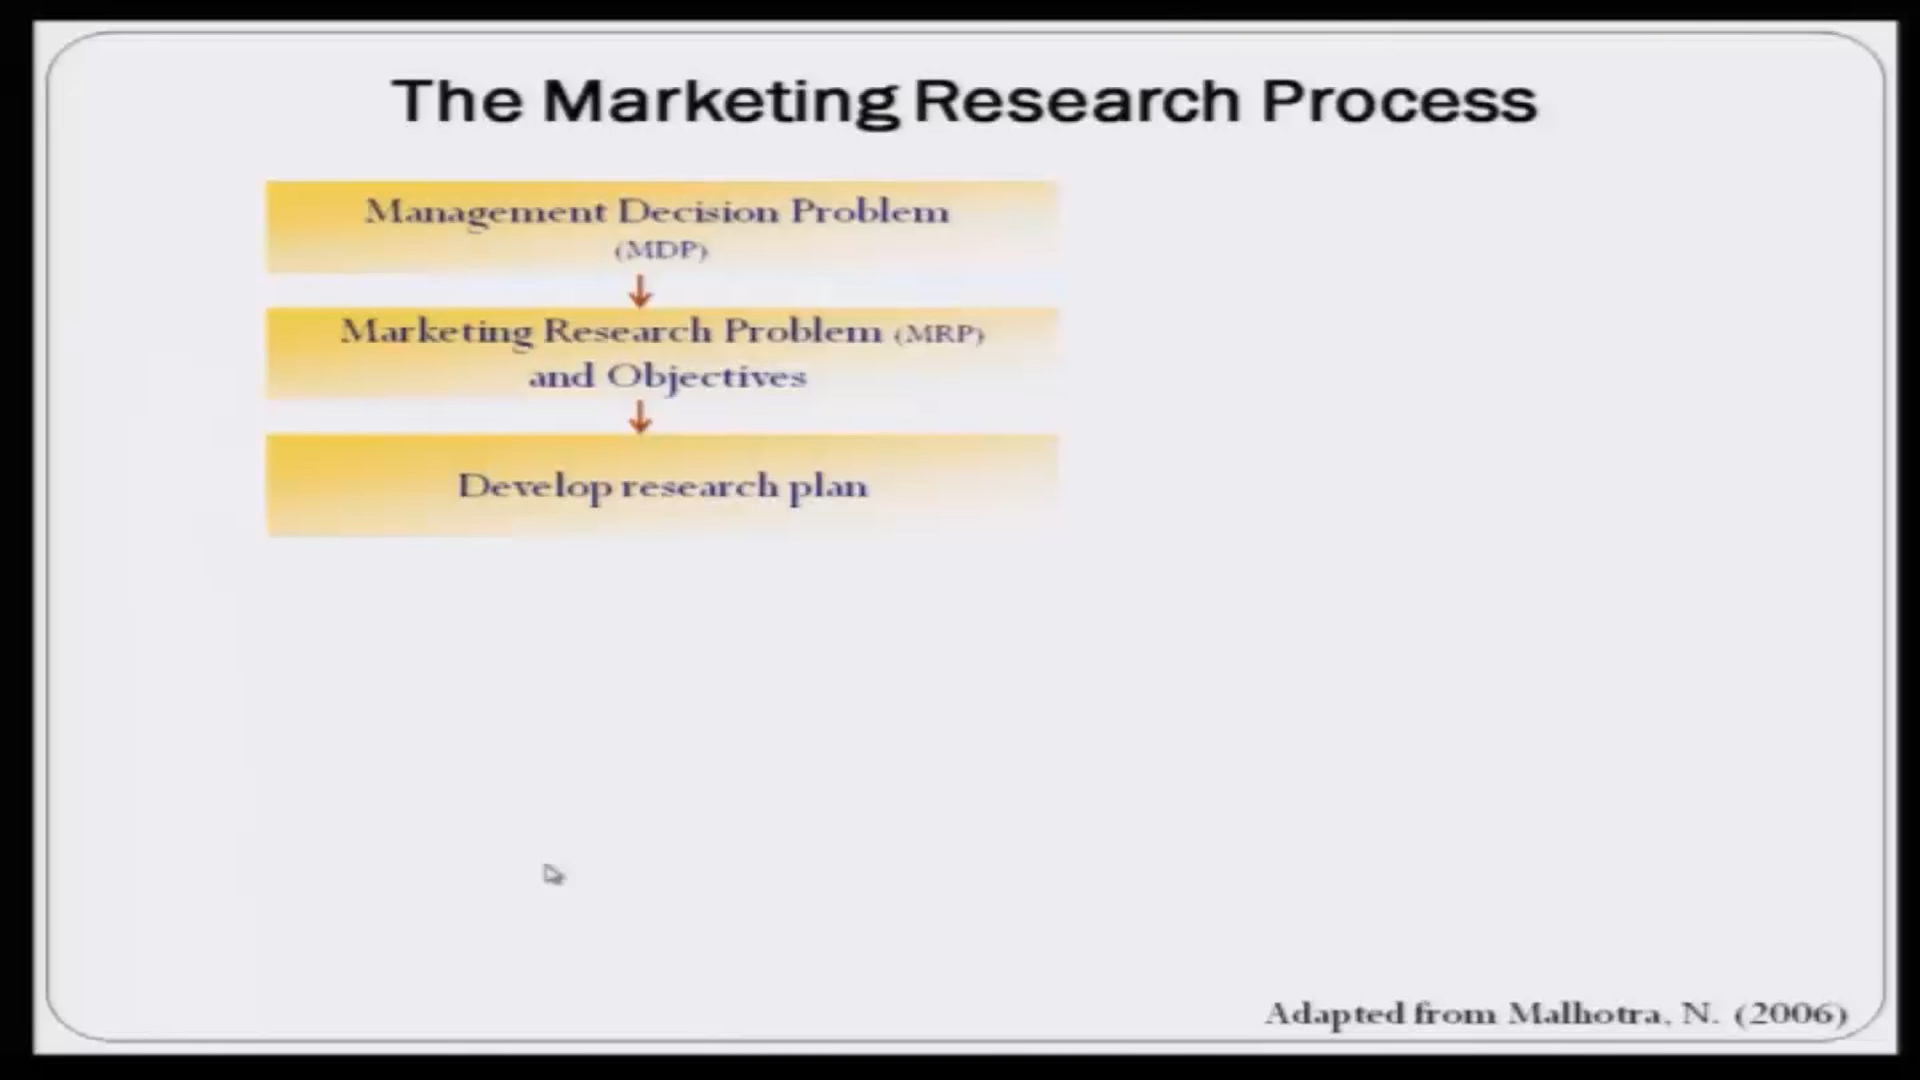 The Marketing Research Process
Management Decision Problem
(MDP)
Marketing Research Problem (MRP)
and Objectives
Develop research plan
Adapted from Malhotra, N. (2006)